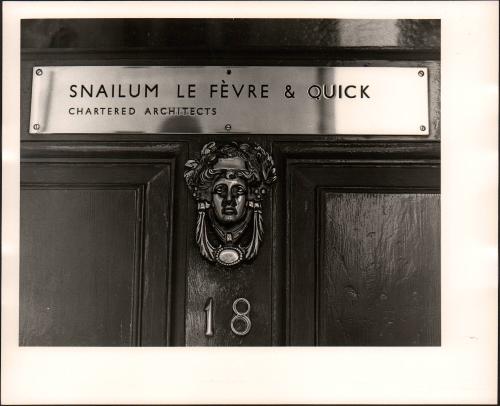 SNAILUM LE FÈVRE & QUICK
CHARTERED ARCHITECTS
18